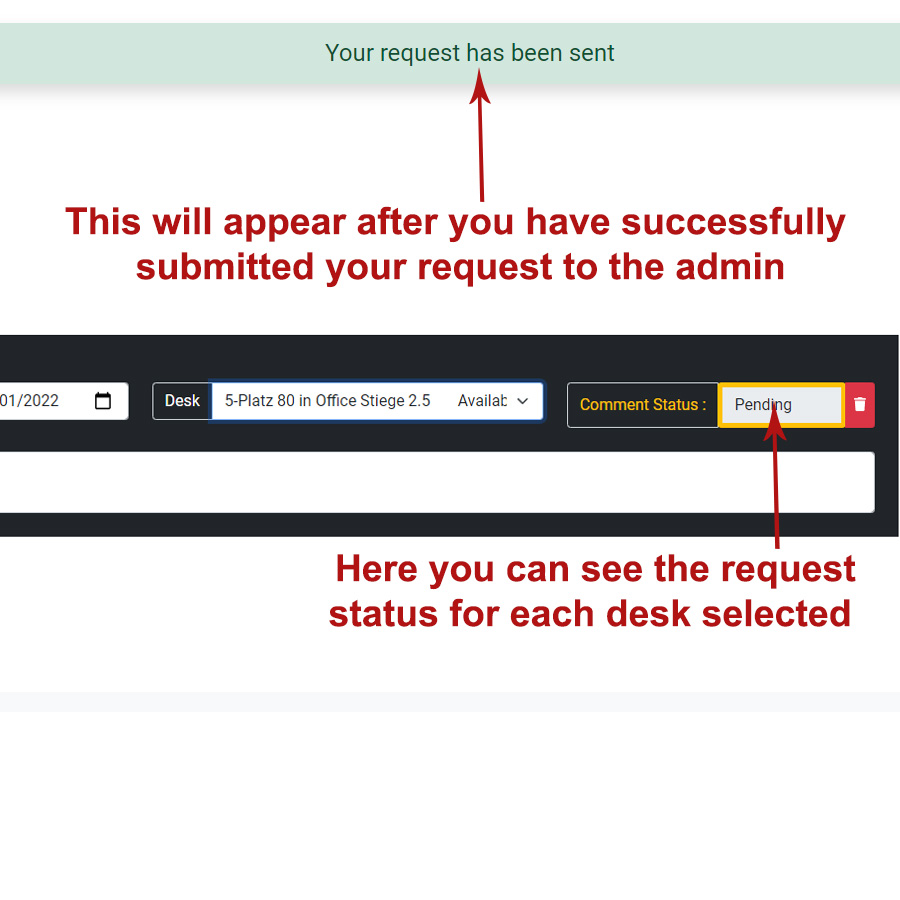 Your request has been sent
This will appear after you have successfully
submitted your request to the admin
01/2022 Desk 5-Platz 80 in Office Stiege 2.5 Availab Comment Status : Pending
Here you can see the request
status for each desk selected